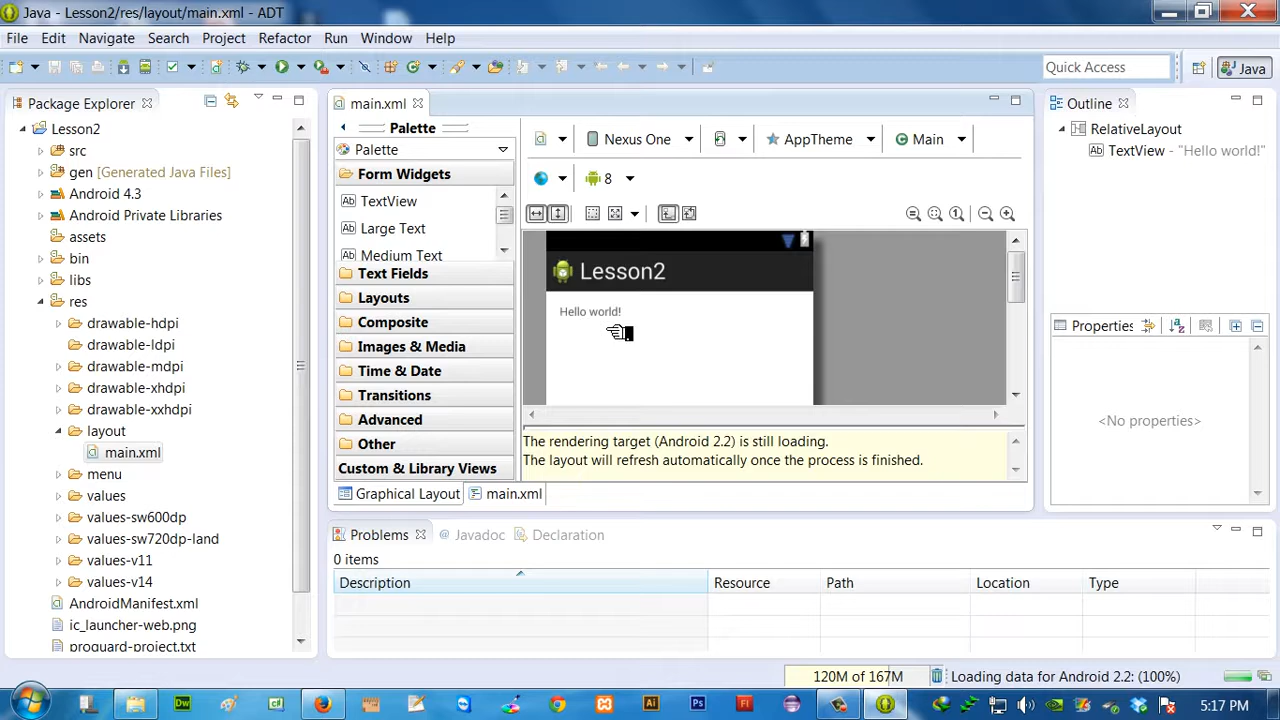 Java - Lesson2/res/layout/main.xml - ADT
File Edit Navigate Search Project Refactor Run Window Help
Quick Access
Java
Package Explorer
Lesson2
src
gen [Generated Java Files]
Android 4.3
Android Private Libraries
assets
bin
libs
res
drawable-hdpi
drawable-ldpi
drawable-mdpi
drawable-xhdpi
drawable-xxhdpi
layout
main.xml
menu
values
values-sw600dp
values-sw720dp-land
values-v11
values-v14
AndroidManifest.xml
ic_launcher-web.png
proguard-project.txt
main.xml
Palette
Palette
Form Widgets
Ab TextView
Ab Large Text
Ab Medium Text
Text Fields
Layouts
Composite
Images & Media
Time & Date
Transitions
Advanced
Other
Custom & Library Views
Nexus One
AppTheme
Main
8
Lesson2
Hello world!
The rendering target (Android 2.2) is still loading.
The layout will refresh automatically once the process is finished.
Graphical Layout main.xml
Outline
RelativeLayout
Ab TextView - "Hello world!"
Properties
<No properties>
Problems @ Javadoc Declaration
0 items
Description Resource Path Location Type
120M of 167M
Loading data for Android 2.2: (100%)
Dw Ai Ps Fl
5:17 PM